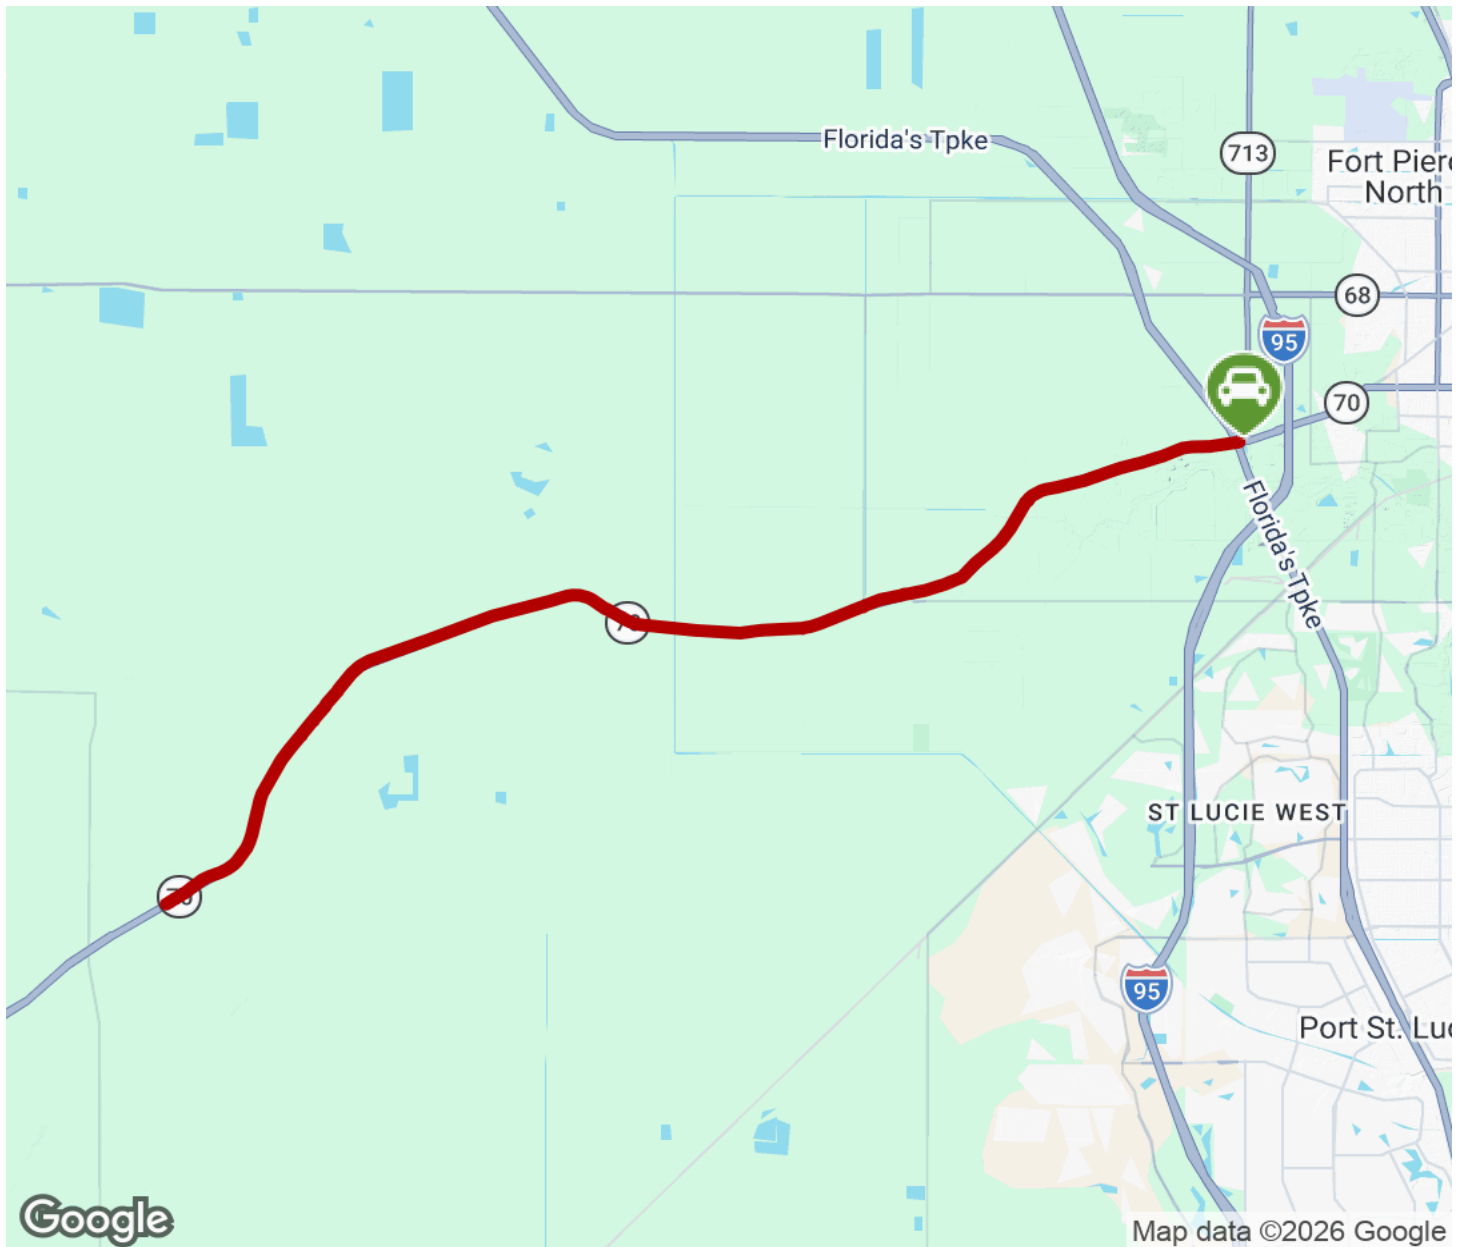 Florida's Tpke
713
Fort Pier
North
68
95
70
Florida's Tpke
ST LUCIE WEST
95
Port St. Luc
Google
Map data ©2026 Google